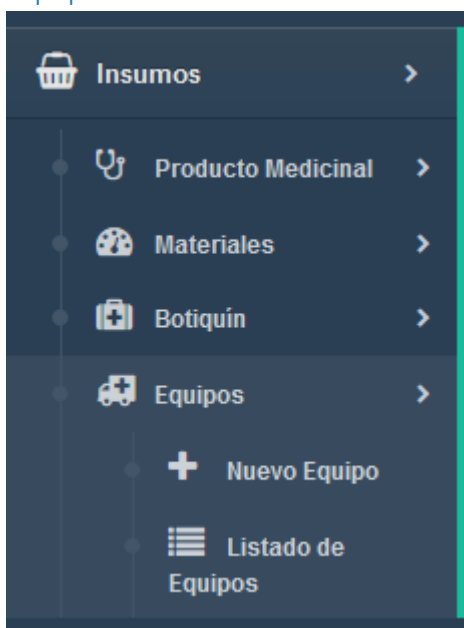 Insumos
Producto Medicinal
Materiales
Botiquín
Equipos
Nuevo Equipo
Listado de
Equipos